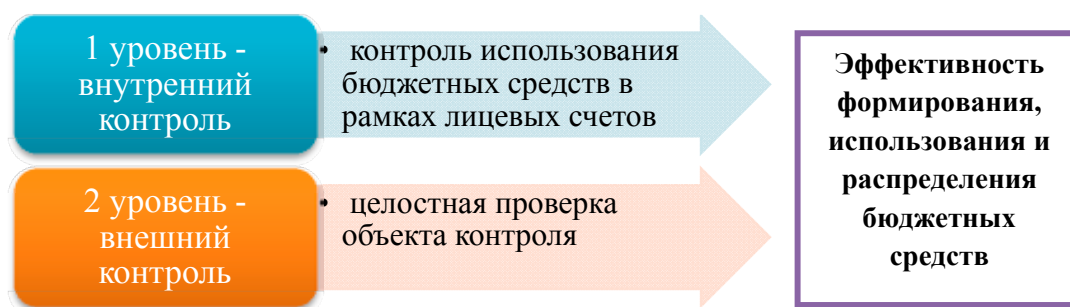 1 уровень -
внутренний
контроль
• контроль использования
бюджетных средств в
рамках лицевых счетов
2 уровень -
внешний
контроль
• целостная проверка
объекта контроля
Эффективность
формирования,
использования и
распределения
бюджетных
средств